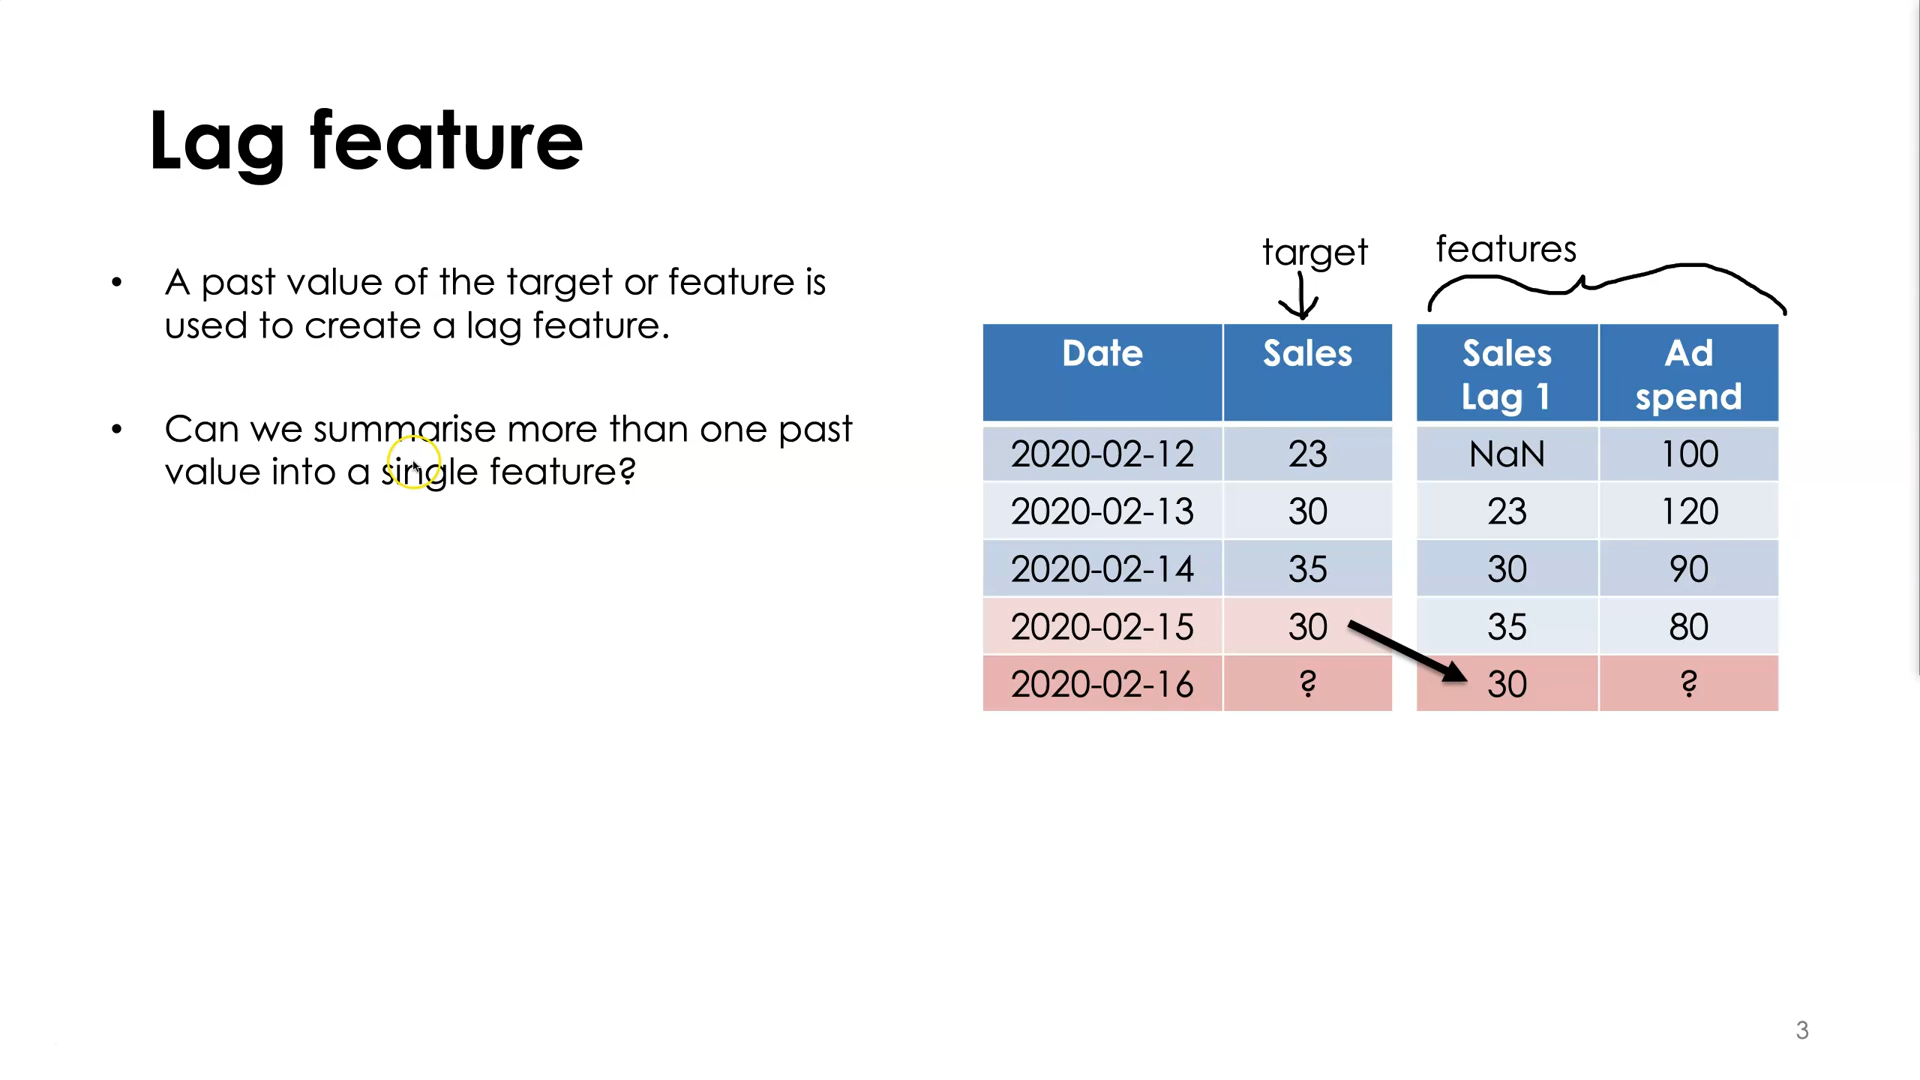 Lag feature
• A past value of the target or feature is
used to create a lag feature.
• Can we summarise more than one past
value into a single feature?
target features
Date Sales Sales Lag 1 Ad spend
2020-02-12 23 NaN 100
2020-02-13 30 23 120
2020-02-14 35 30 90
2020-02-15 30 35 80
2020-02-16 ? 30 ?
3